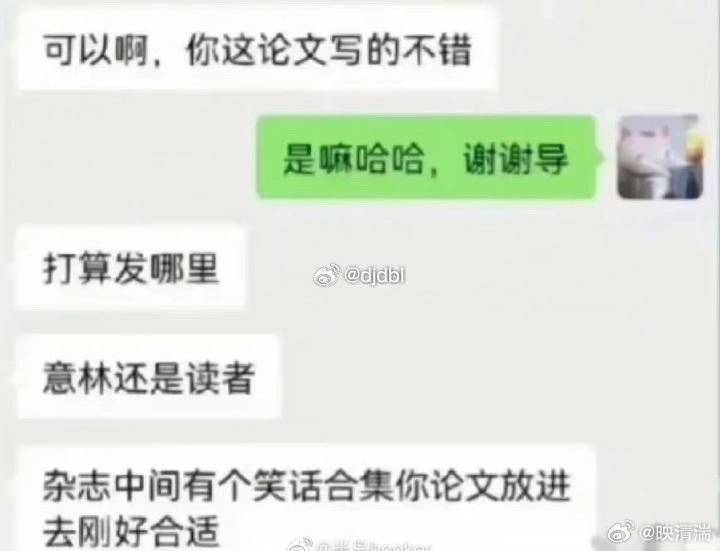 可以啊，你这论文写的不错
是嘛哈哈，谢谢导
打算发哪里
@djdbl
意林还是读者
杂志中间有个笑话合集你论文放进
去刚好合适
@映清湍